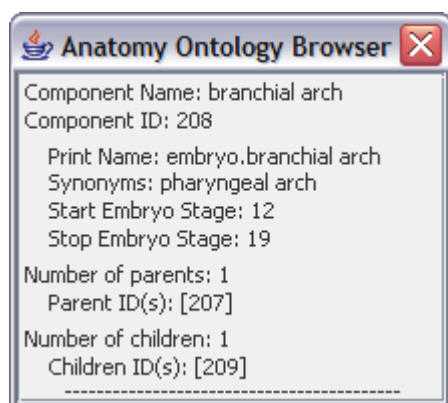 Anatomy Ontology Browser
Component Name: branchial arch
Component ID: 208
Print Name: embryo.branchial arch
Synonyms: pharyngeal arch
Start Embryo Stage: 12
Stop Embryo Stage: 19
Number of parents: 1
Parent ID(s): [207]
Number of children: 1
Children ID(s): [209]
------------------------------------------